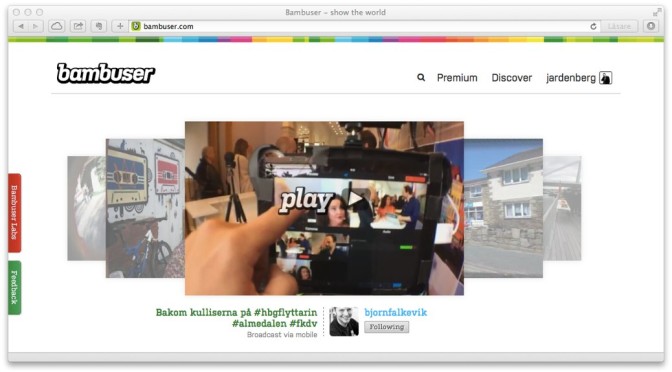 Bambuser – show the world
bambuser.com
Läsare
bambuser
Premium Discover jardenberg
Bambuser Labs
Feedback
play
Bakom kulliserna på #hbgflyttarin
#almedalen #fkdv
Broadcast via mobile
bjornfalkevik
Following